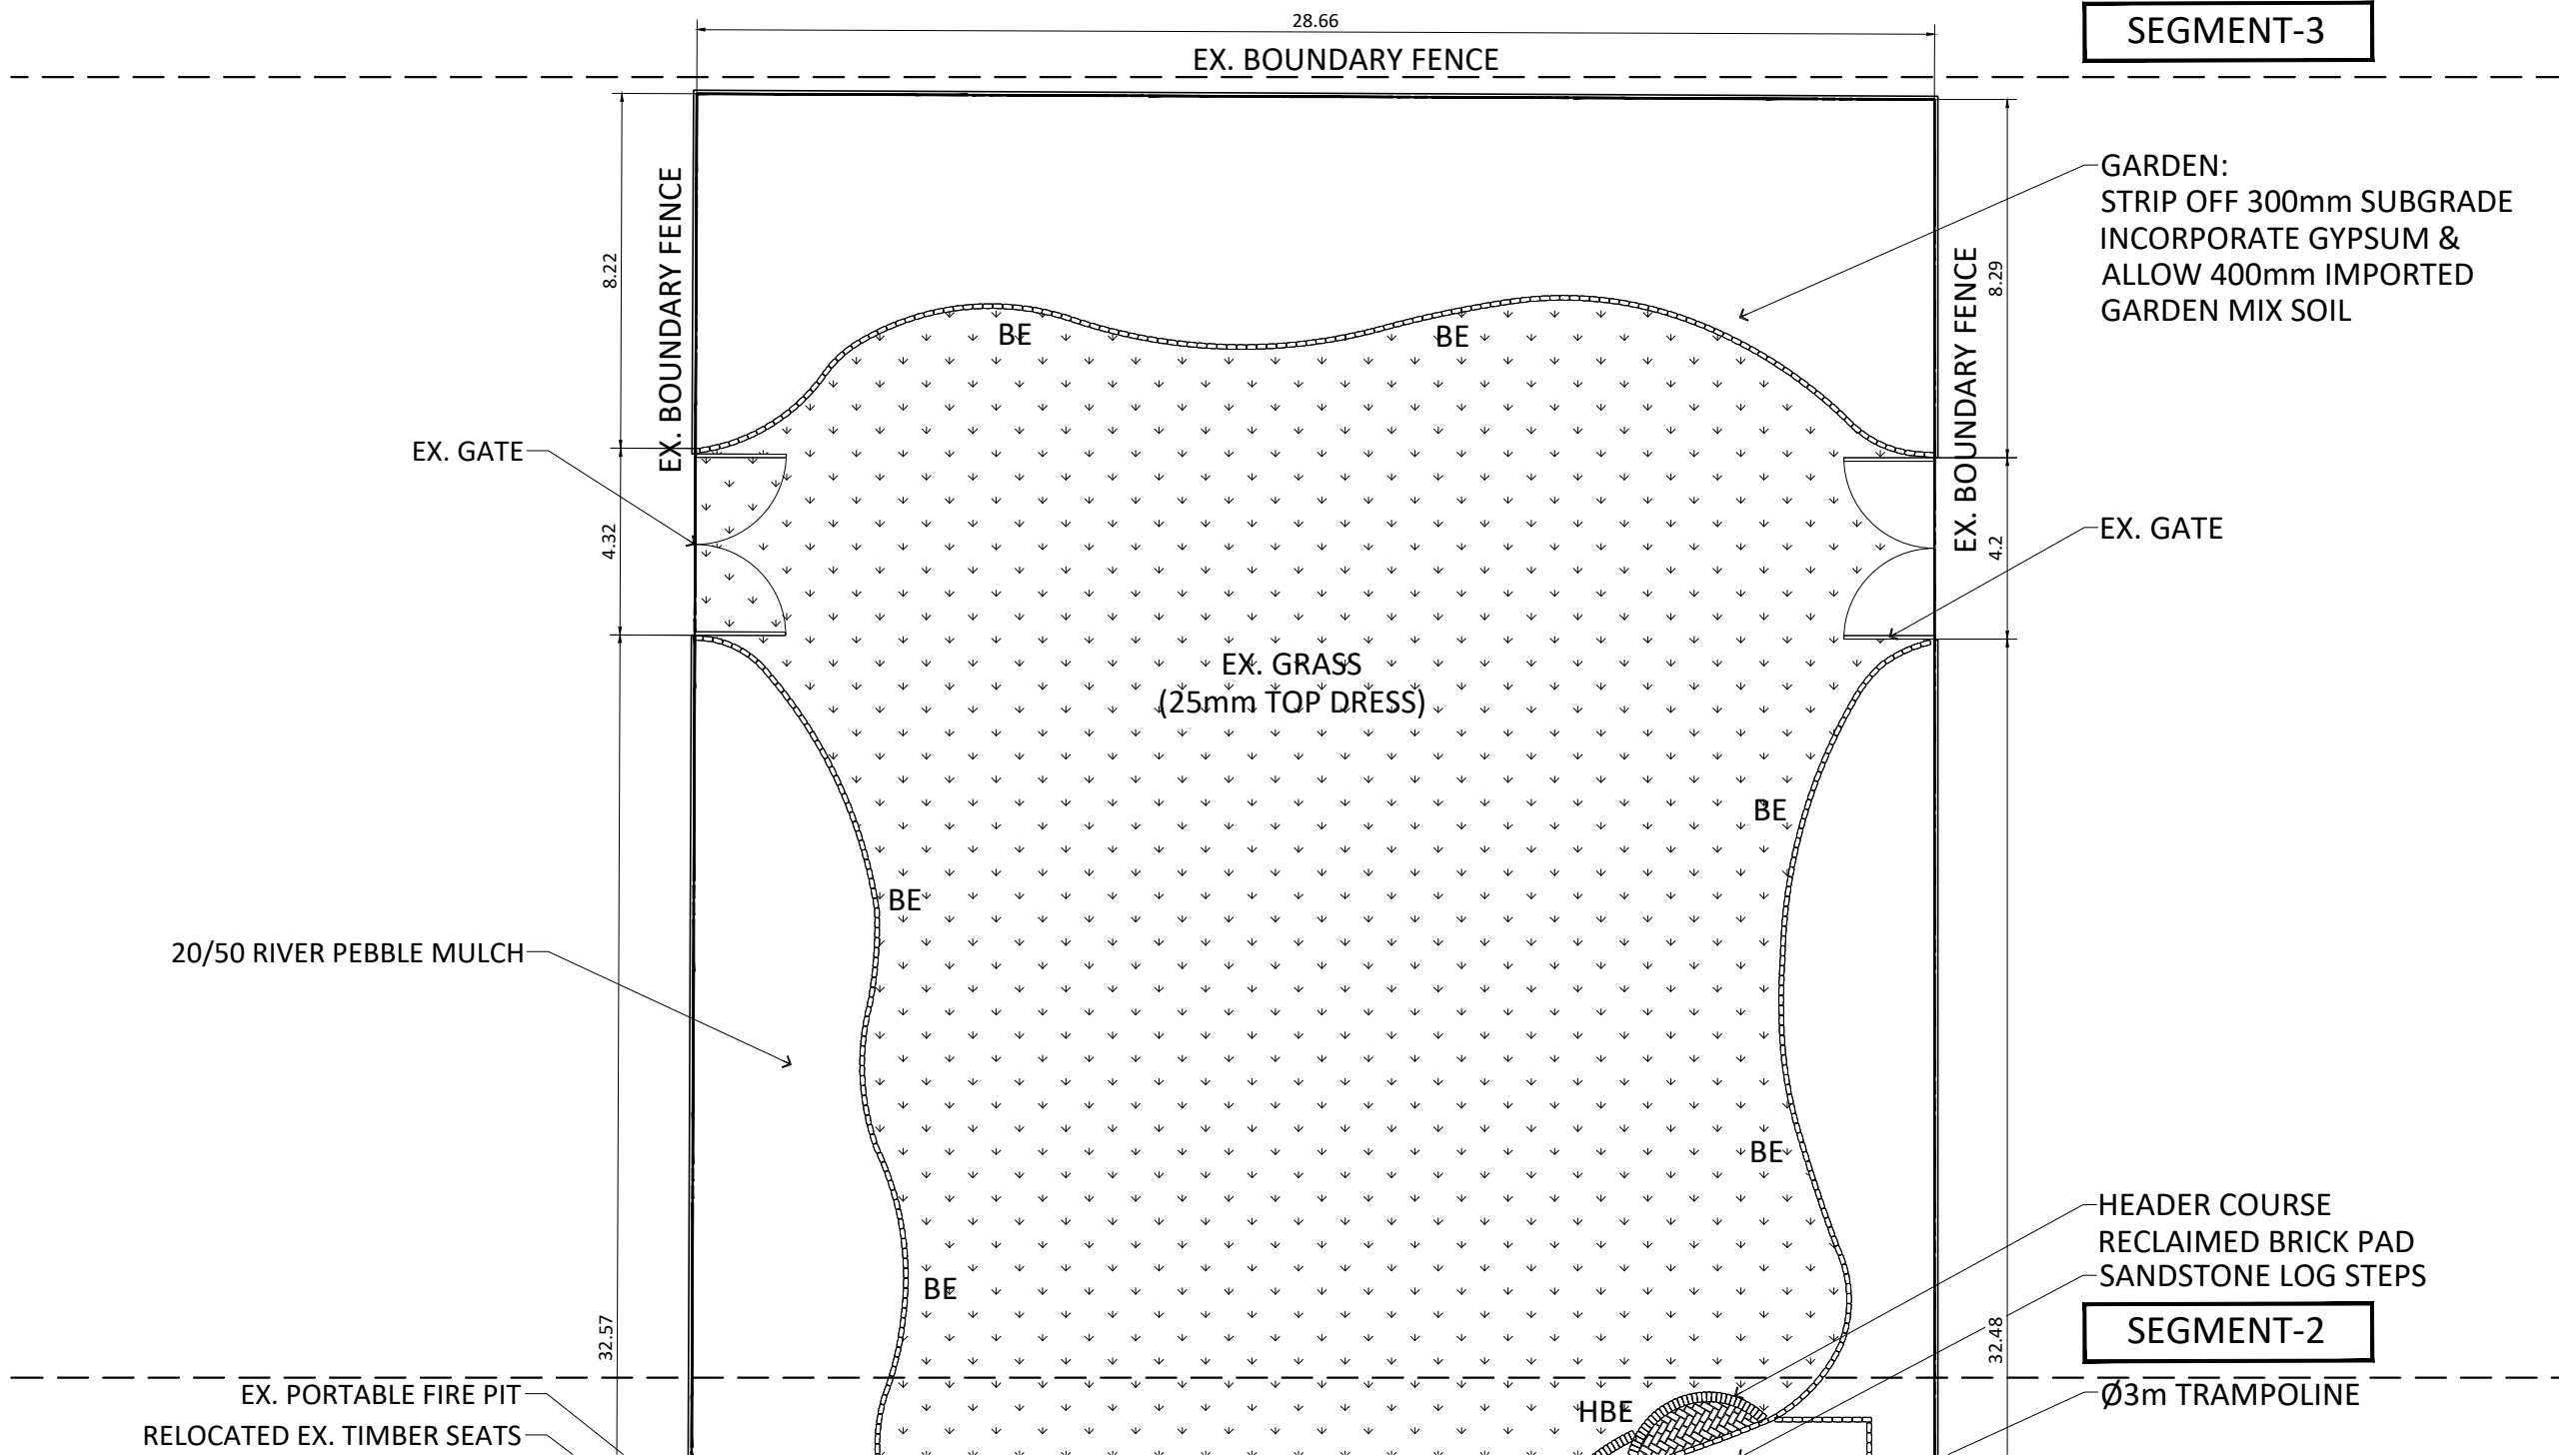 28.66
SEGMENT-3
EX. BOUNDARY FENCE
GARDEN:
STRIP OFF 300mm SUBGRADE
INCORPORATE GYPSUM &
ALLOW 400mm IMPORTED
GARDEN MIX SOIL
EX. BOUNDARY FENCE
8.22
EX. BOUNDARY FENCE
8.29
BE
BE
EX. GATE
4.32
4.2
EX. GATE
EX. GRASS
(25mm TOP DRESS)
BE
BE
20/50 RIVER PEBBLE MULCH
BE
HEADER COURSE
RECLAIMED BRICK PAD
SANDSTONE LOG STEPS
BE
32.57
32.48
SEGMENT-2
EX. PORTABLE FIRE PIT
Ø3m TRAMPOLINE
HBE
RELOCATED EX. TIMBER SEATS